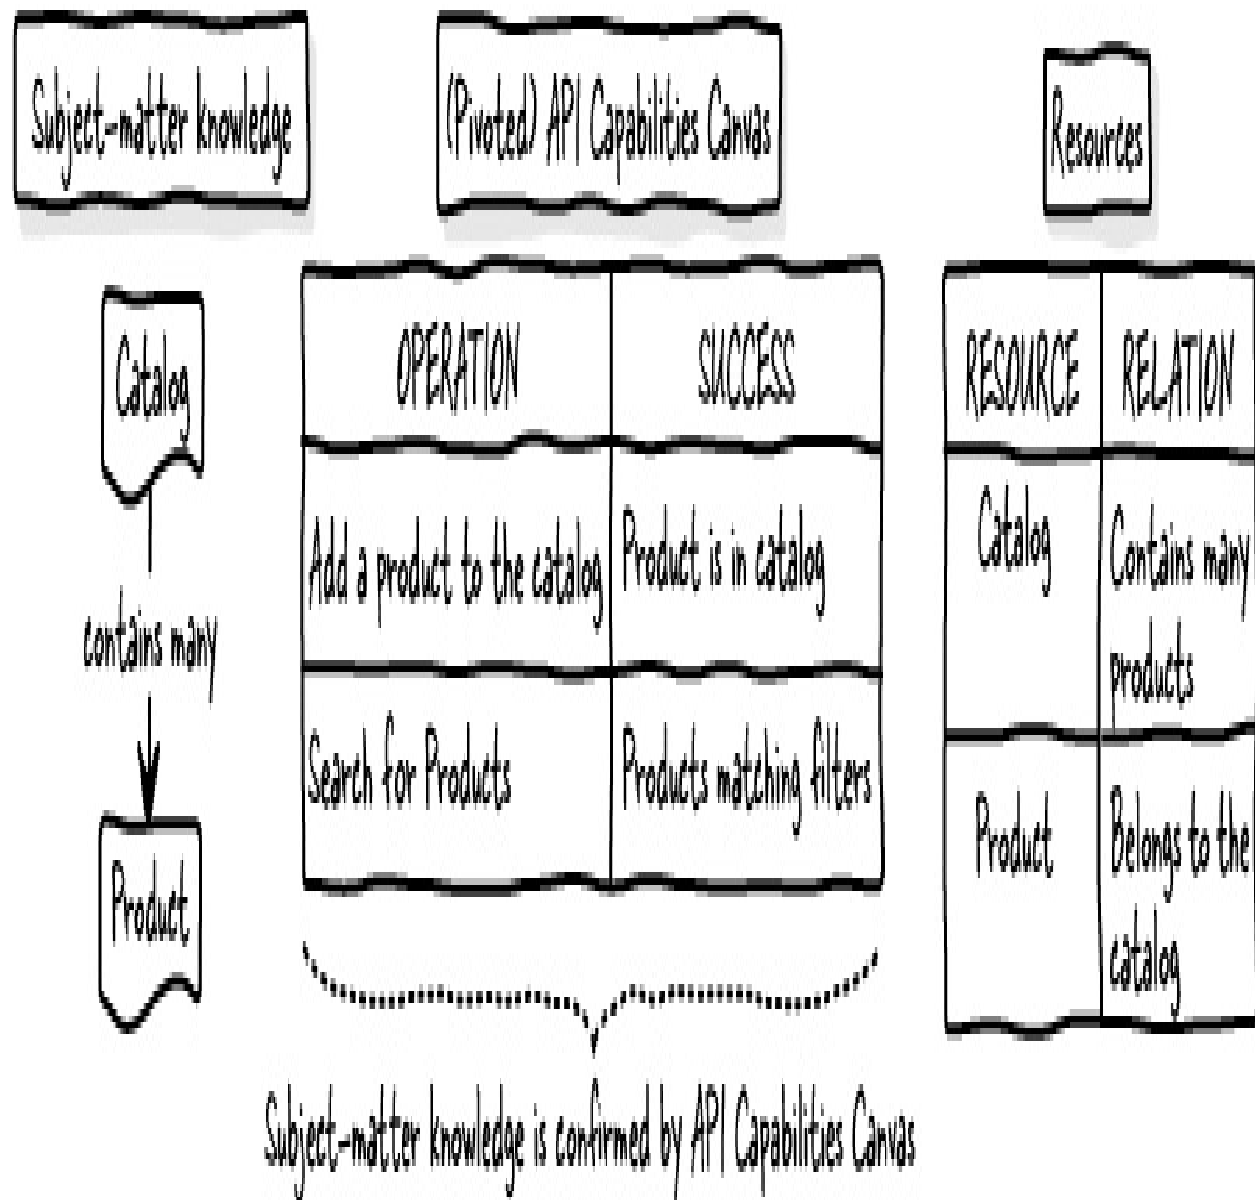 Subject-matter knowledge
(Pivoted) API Capabilities Canvas
Resources
Catalog
contains many
Product
OPERATION
SUCCESS
Add a product to the catalog
Product is in catalog
Search for Products
Products matching filters
RESOURCE
RELATION
Catalog
Contains many
products
Product
Belongs to the
catalog
Subject-matter knowledge is confirmed by API Capabilities Canvas